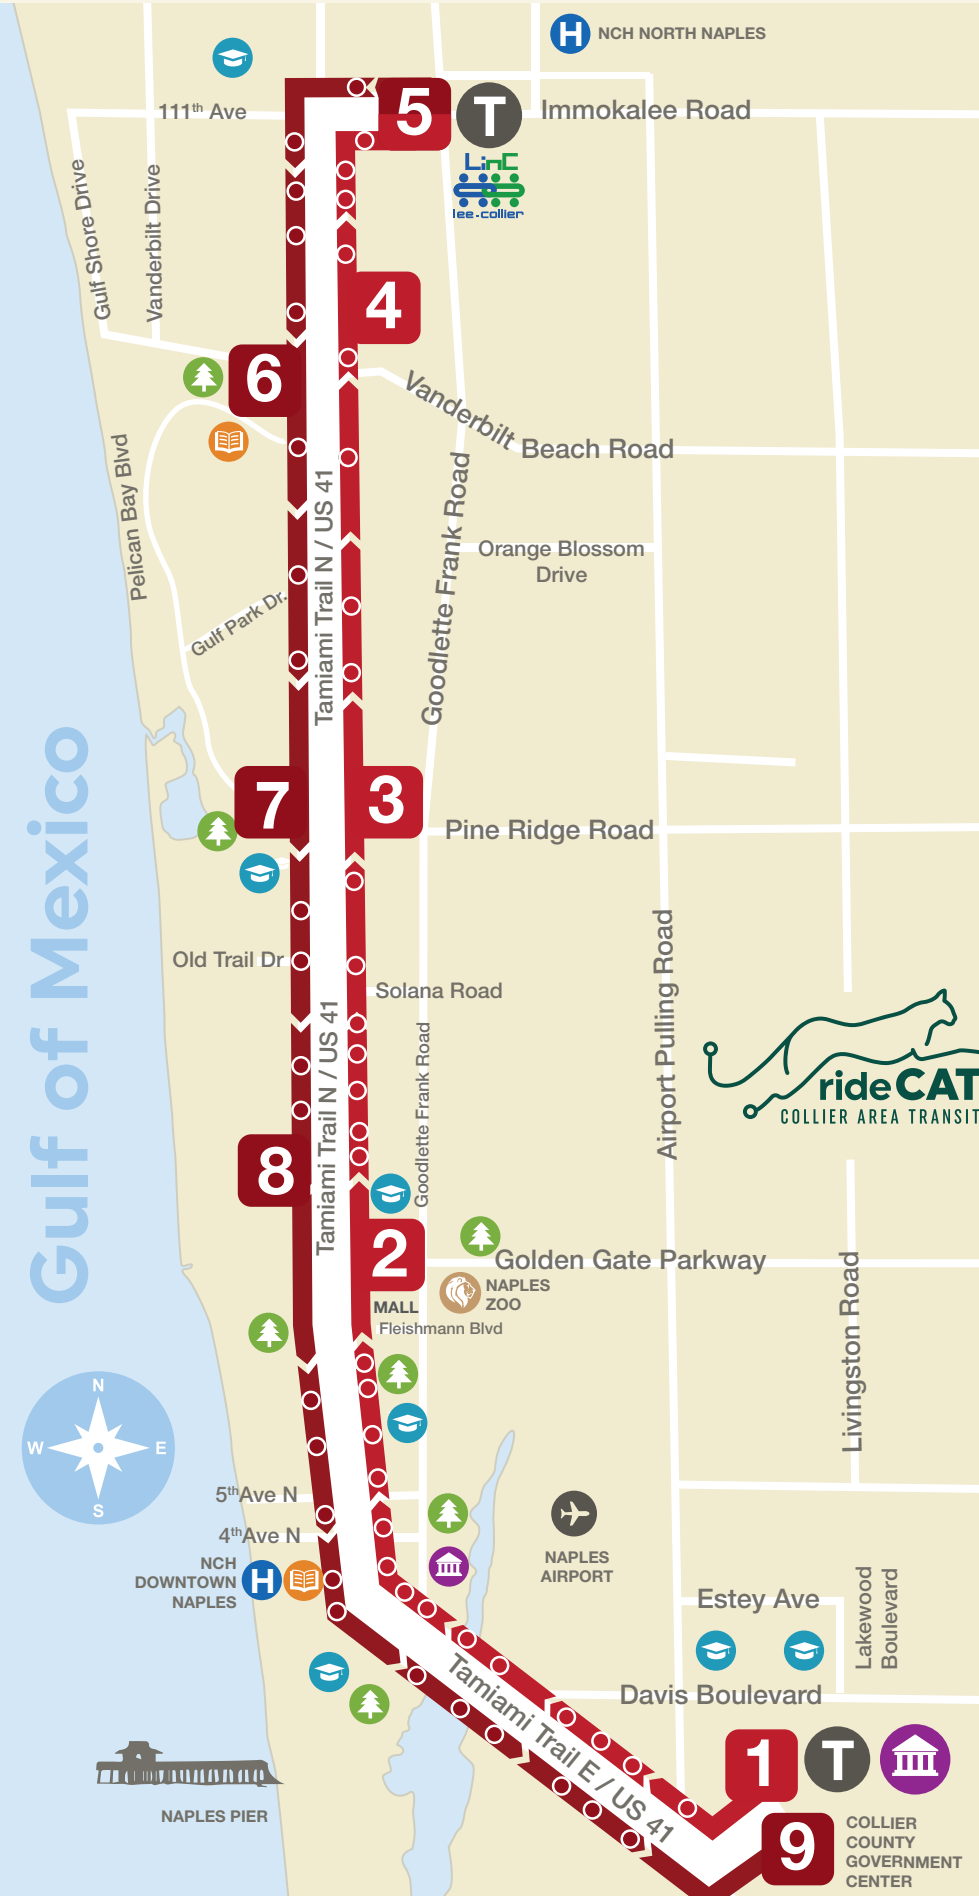 H NCH NORTH NAPLES
111th Ave
5
T
Immokalee Road
LinC
lee-collier
Gulf Shore Drive
Vanderbilt Drive
4
6
Vanderbilt
Beach Road
Pelican Bay Blvd
Tamiami Trail N / US 41
Goodlette Frank Road
Orange Blossom
Drive
Gulf Park Dr.
Gulf of Mexico
7
3
Pine Ridge Road
Old Trail Dr
Solana Road
Airport Pulling Road
Tamiami Trail N / US 41
Goodlette Frank Road
rideCAT
COLLIER AREA TRANSIT
8
2
Golden Gate Parkway
NAPLES
ZOO
MALL
Fleishmann Blvd
Livingston Road
N
W
E
S
5th Ave N
4th Ave N
NCH
DOWNTOWN
NAPLES
H
NAPLES
AIRPORT
Estey Ave
Lakewood
Boulevard
Davis Boulevard
Tamiami Trail E / US 41
1
T
NAPLES PIER
9
COLLIER
COUNTY
GOVERNMENT
CENTER